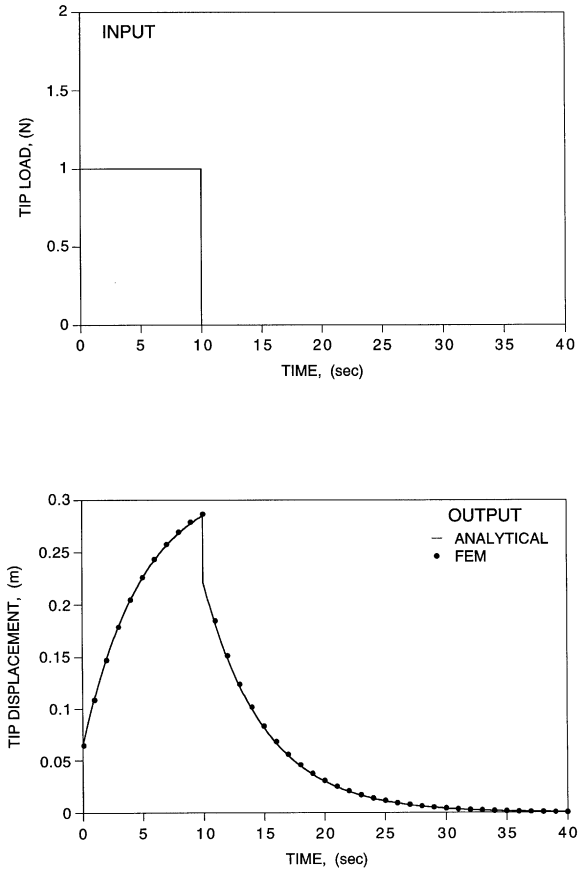 INPUT
2
1.5
1
0.5
0
TIP LOAD, (N)
0 5 10 15 20 25 30 35 40
TIME, (sec)
OUTPUT
— ANALYTICAL
• FEM
0.3
0.25
0.2
0.15
0.1
0.05
0
TIP DISPLACEMENT, (m)
0 5 10 15 20 25 30 35 40
TIME, (sec)